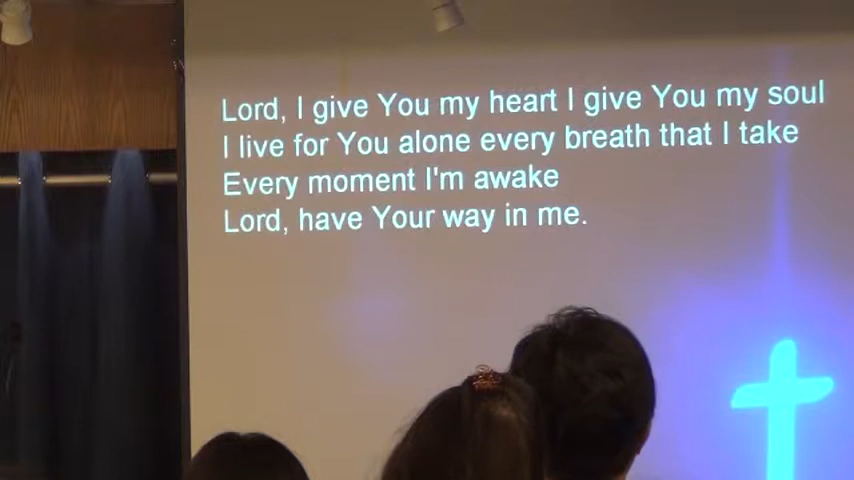 Lord, I give You my heart I give You my soul
I live for You alone every breath that I take
Every moment I'm awake
Lord, have Your way in me.